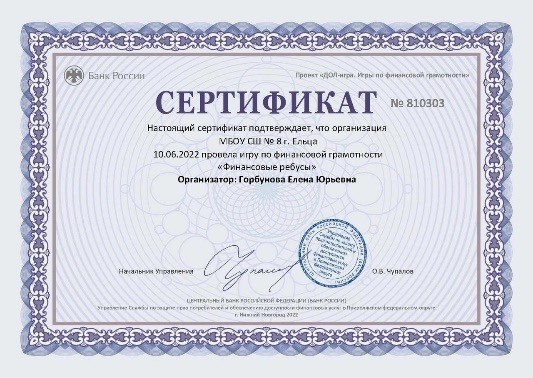 Банк России
Проект «ДОЛ-игра. Игры по финансовой грамотности»
СЕРТИФИКАТ № 810303
Настоящий сертификат подтверждает, что организация
МБОУ СШ № 8 г. Ельца
10.06.2022 провела игру по финансовой грамотности
«Финансовые ребусы»
Организатор: Горбунова Елена Юрьевна
Начальник Управления
О.В. Чупалов
ЦЕНТРАЛЬНЫЙ БАНК РОССИЙСКОЙ ФЕДЕРАЦИИ (БАНК РОССИИ)
Управление Службы по защите прав потребителей и обеспечению доступности финансовых услуг в Приволжском федеральном округе
г. Нижний Новгород 2022